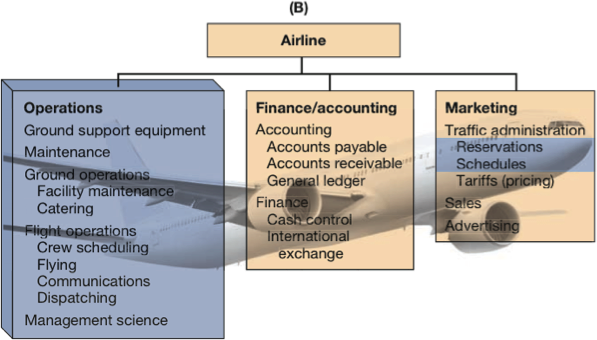 (B)
Airline
Operations
Ground support equipment
Maintenance
Ground operations
Facility maintenance
Catering
Flight operations
Crew scheduling
Flying
Communications
Dispatching
Management science
Finance/accounting
Accounting
Accounts payable
Accounts receivable
General ledger
Finance
Cash control
International
exchange
Marketing
Traffic administration
Reservations
Schedules
Tariffs (pricing)
Sales
Advertising